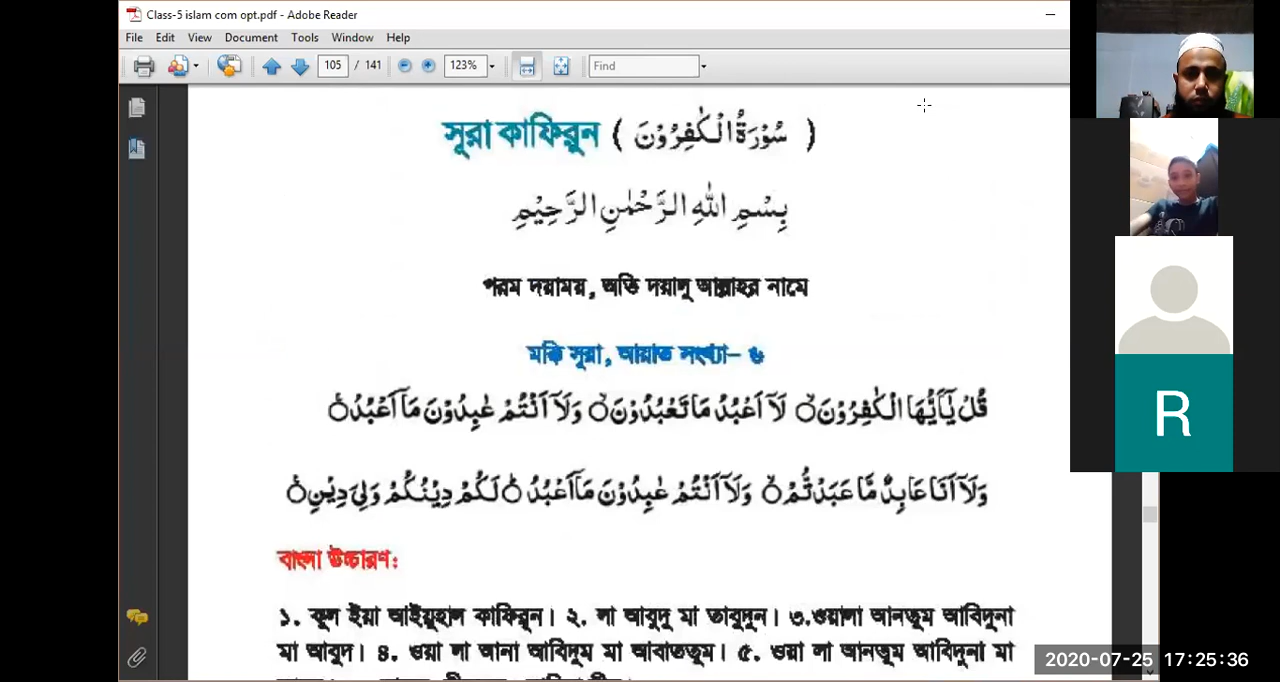 Class-5 islam com opt.pdf - Adobe Reader
File Edit View Document Tools Window Help
105 / 141 123% Find
সূরা কাফিরুন ( سُوْرَةُ الْكٰفِرُوْنَ )
بِسْمِ اللّٰهِ الرَّحْمٰنِ الرَّحِيْمِ
পরম দয়াময়, অতি দয়ালু আল্লাহর নামে
মক্কি সূরা, আয়াত সংখ্যা- ৬
قُلْ يٰٓاَيُّهَا الْكٰفِرُوْنَ ۙ لَآ اَعْبُدُ مَا تَعْبُدُوْنَ ۙ وَلَآ اَنْتُمْ عٰبِدُوْنَ مَآ اَعْبُدُ ۚ
وَلَآ اَنَا عَابِدٌ مَّا عَبَدْتُّمْ ۙ وَلَآ اَنْتُمْ عٰبِدُوْنَ مَآ اَعْبُدُ ؕ لَكُمْ دِيْنُكُمْ وَلِىَ دِيْنِ ۚ
বাংলা উচ্চারণ:
১. কূল ইয়া আইয়ুহাল কাফিরূন। ২. লা আবুদু মা তাবুদুন। ৩.ওয়ালা আনতুম আবিদুনা
মা আবুদ। ৪. ওয়া লা আনা আবিদুম মা আবাততুম। ৫. ওয়া লা আনতুম আবিদুনা মা
R
2020-07-25 17:25:36